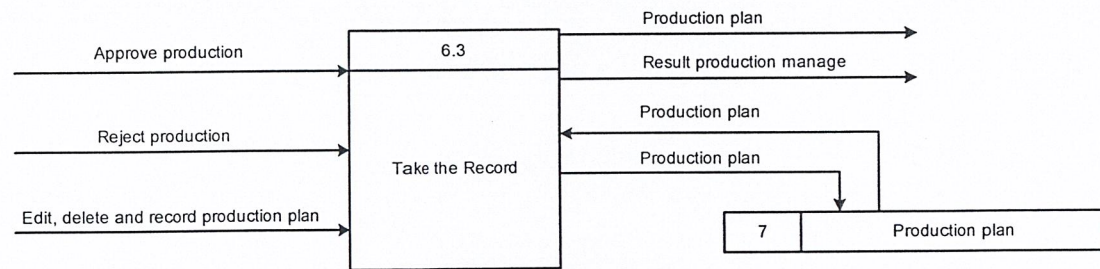 Production plan
Approve production
6.3
Result production manage
Production plan
Reject production
Production plan
Take the Record
Edit, delete and record production plan
7
Production plan